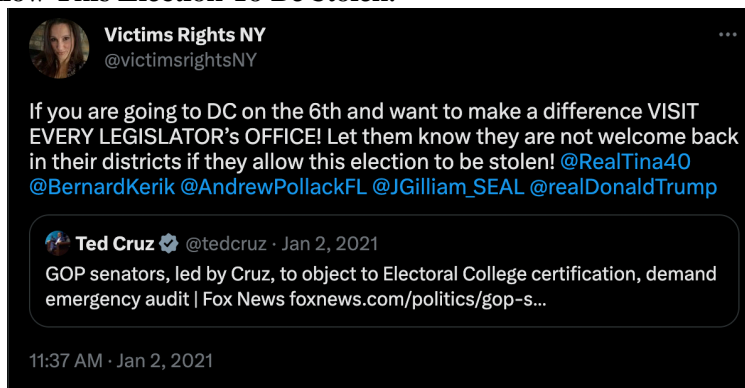 Victims Rights NY
@victimsrightsNY
If you are going to DC on the 6th and want to make a difference VISIT
EVERY LEGISLATOR's OFFICE! Let them know they are not welcome back
in their districts if they allow this election to be stolen! @RealTina40
@BernardKerik @AndrewPollackFL @JGilliam_SEAL @realDonaldTrump
Ted Cruz @tedcruz · Jan 2, 2021
GOP senators, led by Cruz, to object to Electoral College certification, demand
emergency audit | Fox News foxnews.com/politics/gop-s...
11:37 AM · Jan 2, 2021